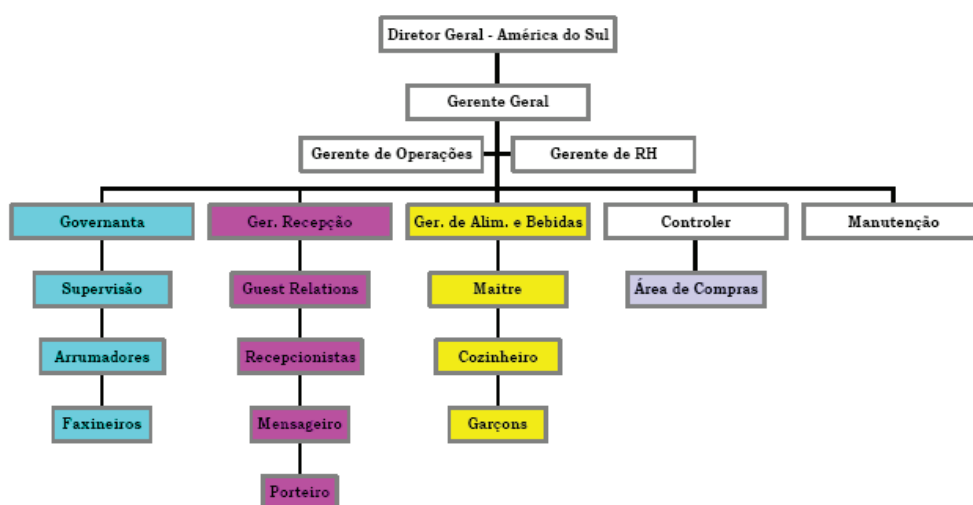 Diretor Geral - América do Sul
Gerente Geral
Gerente de Operações
Gerente de RH
Governanta
Ger. Recepção
Ger. de Alim. e Bebidas
Controler
Manutenção
Supervisão
Guest Relations
Maitre
Área de Compras
Arrumadores
Recepcionistas
Cozinheiro
Faxineiros
Mensageiro
Garçons
Porteiro